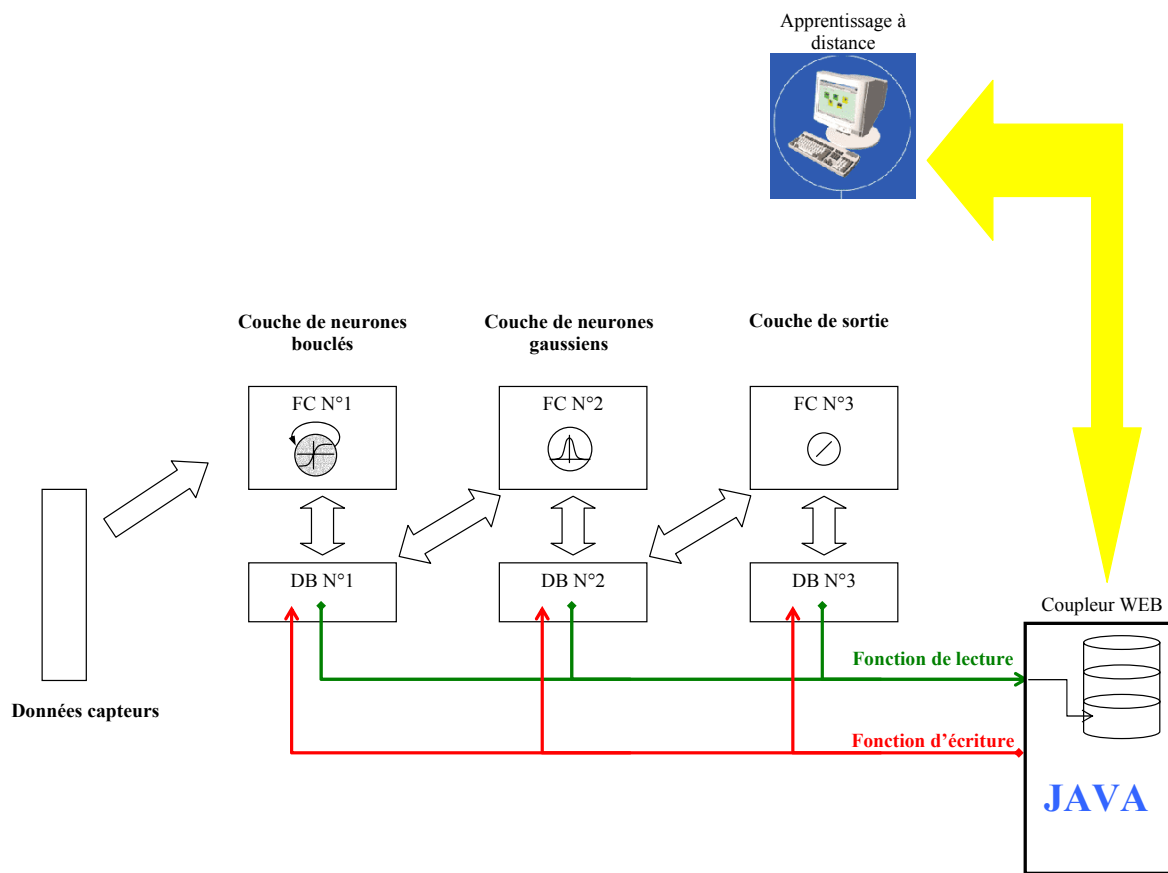 Apprentissage à
distance
Couche de neurones
bouclés
Couche de neurones
gaussiens
Couche de sortie
FC N°1
FC N°2
FC N°3
DB N°1
DB N°2
DB N°3
Coupleur WEB
Fonction de lecture
Données capteurs
Fonction d'écriture
JAVA